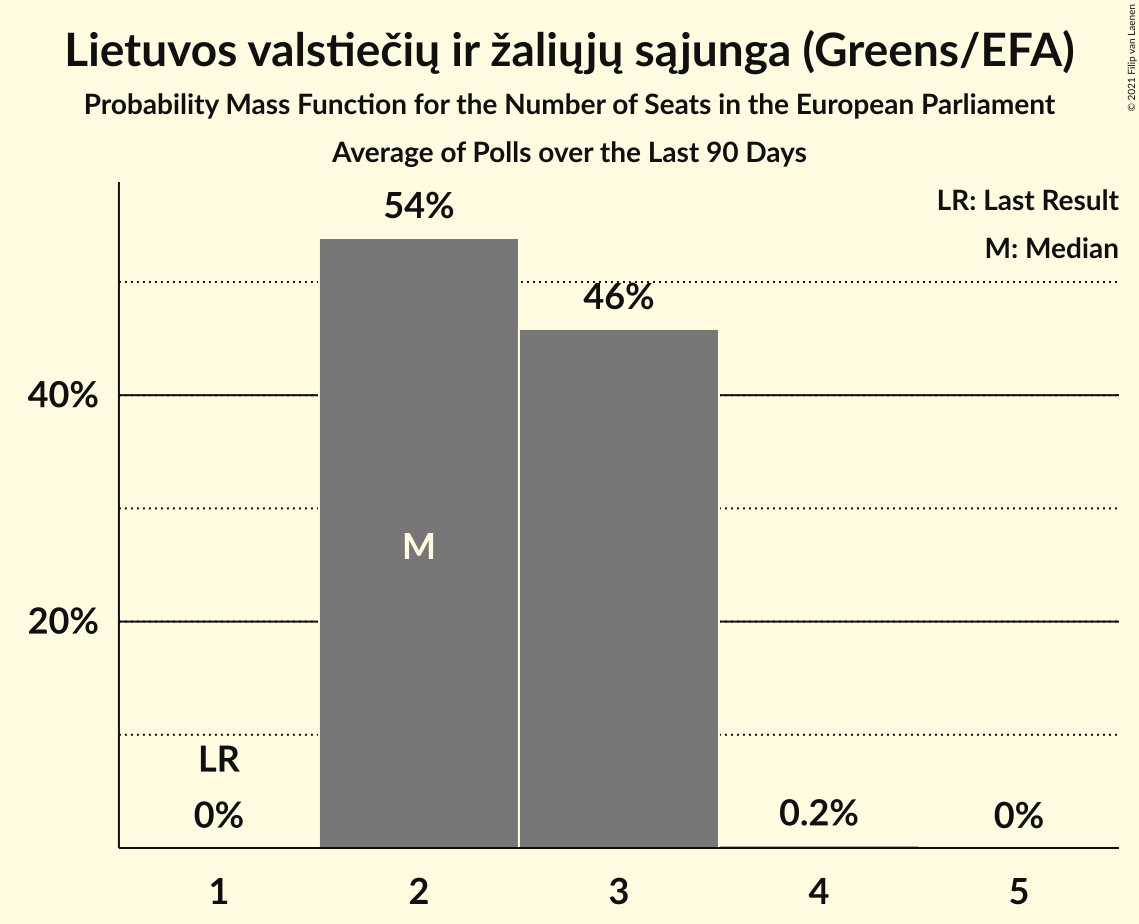 Lietuvos valstiečių ir žaliųjų sąjunga (Greens/EFA)
Probability Mass Function for the Number of Seats in the European Parliament
Average of Polls over the Last 90 Days
© 2021 Filip van Laenen
LR: Last Result
M: Median
54%
46%
40%
M
20%
LR
0%
0.2%
0%
1
2
3
4
5